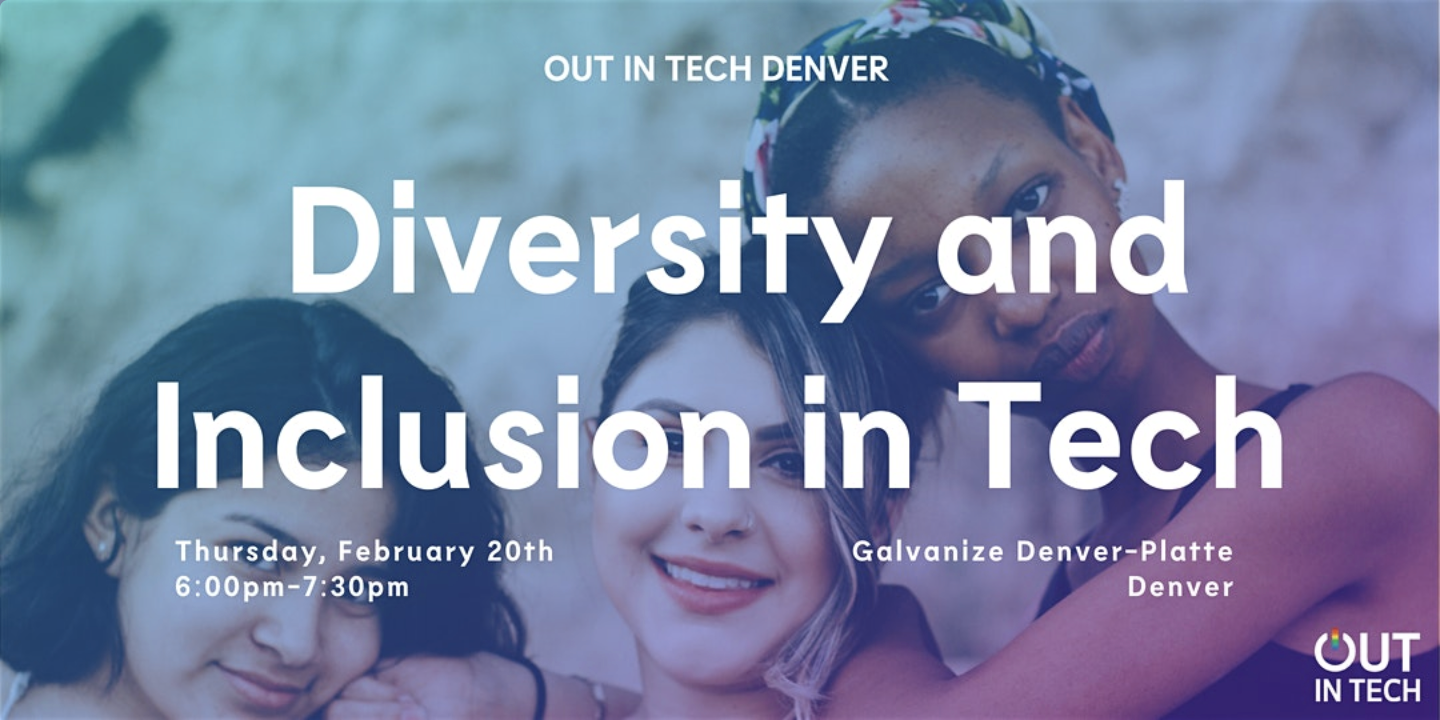 OUT IN TECH DENVER
Diversity and
Inclusion in Tech
Thursday, February 20th
6:00pm-7:30pm
Galvanize Denver-Platte
Denver
OUT
IN TECH